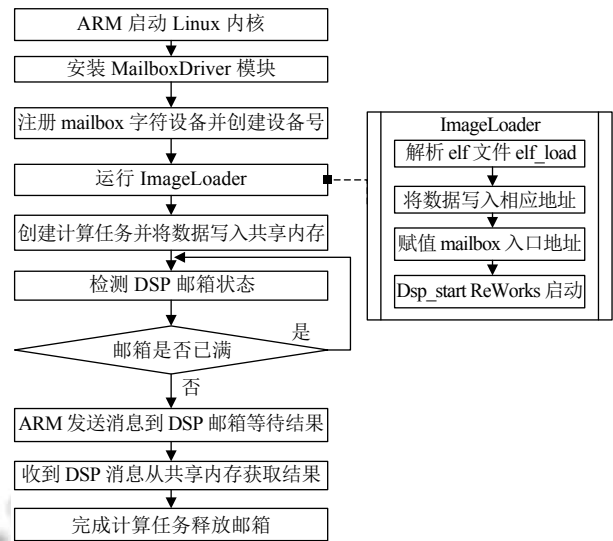 ARM 启动 Linux 内核
安装 MailboxDriver 模块
注册 mailbox 字符设备并创建设备号
运行 ImageLoader
创建计算任务并将数据写入共享内存
检测 DSP 邮箱状态
邮箱是否已满
是
否
ARM 发送消息到 DSP 邮箱等待结果
收到 DSP 消息从共享内存获取结果
完成计算任务释放邮箱
ImageLoader
解析 elf 文件 elf_load
将数据写入相应地址
赋值 mailbox 入口地址
Dsp_start ReWorks 启动